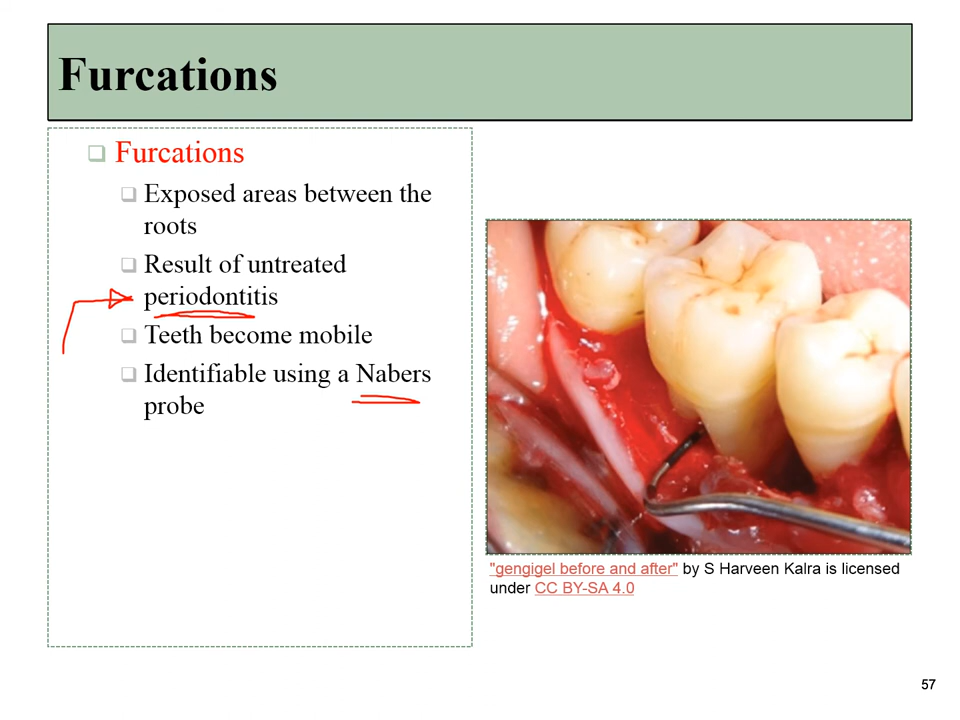 Furcations
Furcations
Exposed areas between the
roots
Result of untreated
periodontitis
Teeth become mobile
Identifiable using a Nabers
probe
"gengigel before and after" by S Harveen Kalra is licensed
under CC BY-SA 4.0
57